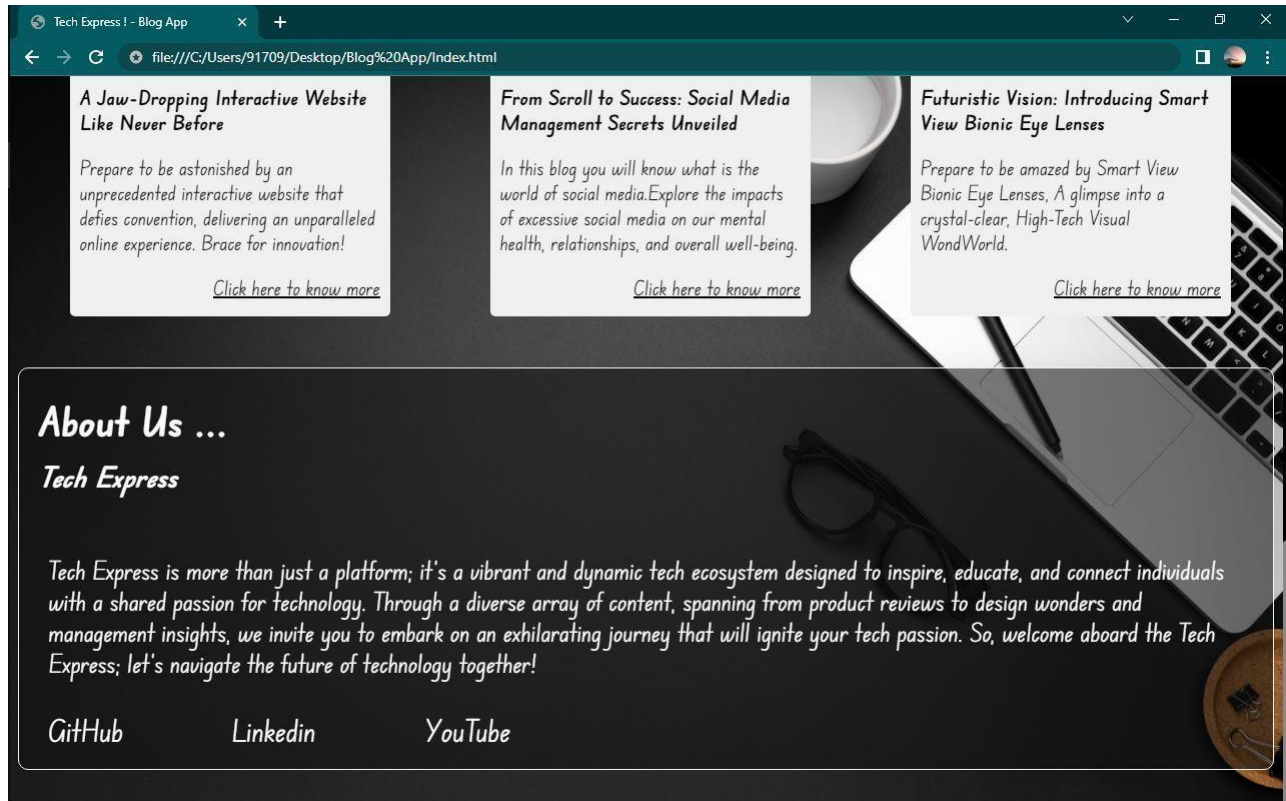 Tech Express ! - Blog App
file:///C:/Users/91709/Desktop/Blog%20App/Index.html
A Jaw-Dropping Interactive Website
Like Never Before
Prepare to be astonished by an
unprecedented interactive website that
defies convention, delivering an unparalleled
online experience. Brace for innovation!
Click here to know more
From Scroll to Success: Social Media
Management Secrets Unveiled
In this blog you will know what is the
world of social media.Explore the impacts
of excessive social media on our mental
health, relationships, and overall well-being.
Click here to know more
Futuristic Vision: Introducing Smart
View Bionic Eye Lenses
Prepare to be amazed by Smart View
Bionic Eye Lenses, A glimpse into a
crystal-clear, High-Tech Visual
WondWorld.
Click here to know more
About Us ...
Tech Express
Tech Express is more than just a platform; it's a vibrant and dynamic tech ecosystem designed to inspire, educate, and connect individuals
with a shared passion for technology. Through a diverse array of content, spanning from product reviews to design wonders and
management insights, we invite you to embark on an exhilarating journey that will ignite your tech passion. So, welcome aboard the Tech
Express; let's navigate the future of technology together!
GitHub Linkedin YouTube